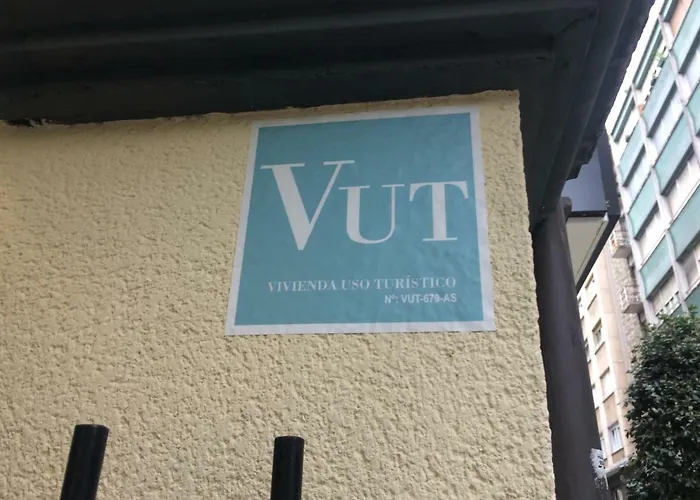 VUT
VIVIENDA USO TURÍSTICO
Nº: VUT-679-AS